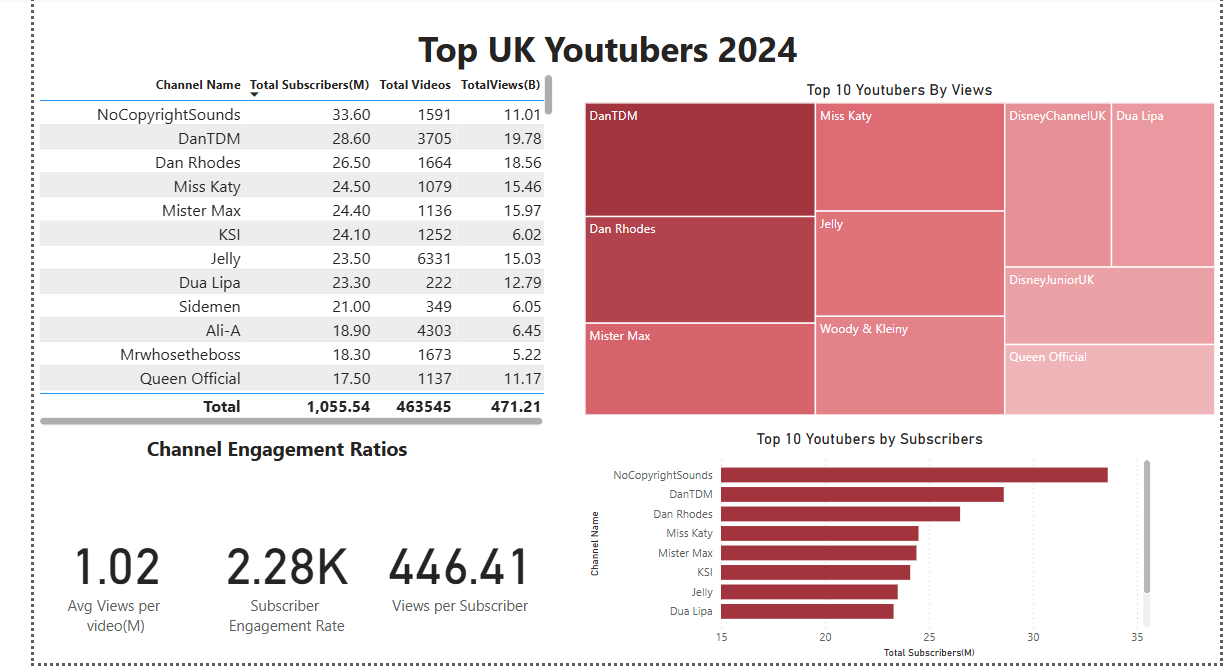 Top UK Youtubers 2024
Channel Name Total Subscribers(M) Total Videos TotalViews(B)
NoCopyrightSounds 33.60 1591 11.01
DanTDM 28.60 3705 19.78
Dan Rhodes 26.50 1664 18.56
Miss Katy 24.50 1079 15.46
Mister Max 24.40 1136 15.97
KSI 24.10 1252 6.02
Jelly 23.50 6331 15.03
Dua Lipa 23.30 222 12.79
Sidemen 21.00 349 6.05
Ali-A 18.90 4303 6.45
Mrwhosetheboss 18.30 1673 5.22
Queen Official 17.50 1137 11.17
Total 1,055.54 463545 471.21
Top 10 Youtubers By Views
DanTDM
Dan Rhodes
Mister Max
Miss Katy
Jelly
Woody & Kleiny
DisneyChannelUK
Dua Lipa
DisneyJuniorUK
Queen Official
Channel Engagement Ratios
1.02
Avg Views per
video(M)
2.28K
Subscriber
Engagement Rate
446.41
Views per Subscriber
Top 10 Youtubers by Subscribers
Channel Name
NoCopyrightSounds
DanTDM
Dan Rhodes
Miss Katy
Mister Max
KSI
Jelly
Dua Lipa
15 20 25 30 35
Total Subscribers(M)